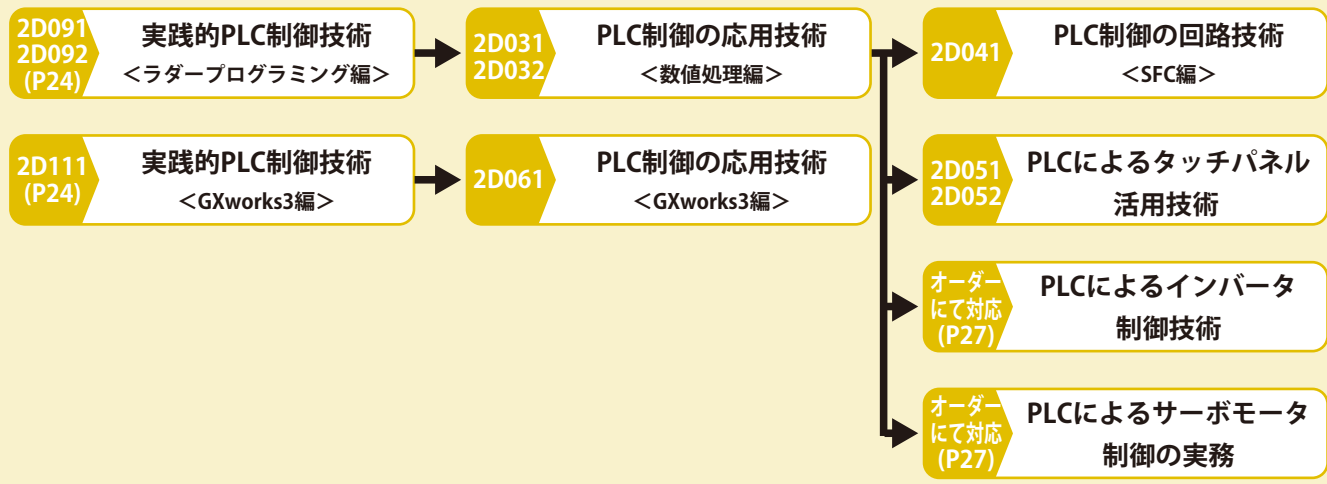 2D091
2D092
(P24)
実践的PLC制御技術
＜ラダープログラミング編＞
2D031
2D032
PLC制御の応用技術
＜数値処理編＞
2D041
PLC制御の回路技術
＜SFC編＞
2D111
(P24)
実践的PLC制御技術
＜GXworks3編＞
2D061
PLC制御の応用技術
＜GXworks3編＞
2D051
2D052
PLCによるタッチパネル
活用技術
オーダー
にて対応
(P27)
PLCによるインバータ
制御技術
オーダー
にて対応
(P27)
PLCによるサーボモータ
制御の実務